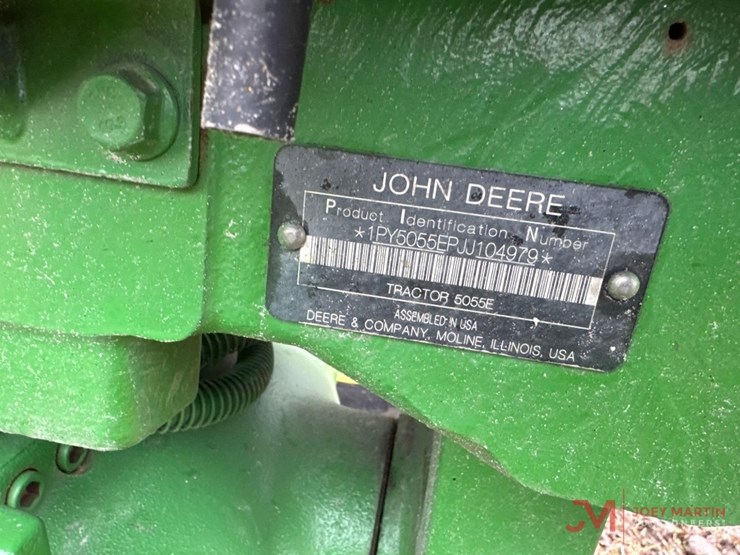 JOHN DEERE
Product Identification Number
*1PY5055EPJJ104979*
TRACTOR 5055E
ASSEMBLED IN USA
DEERE & COMPANY, MOLINE, ILLINOIS, USA
JOEY MARTIN